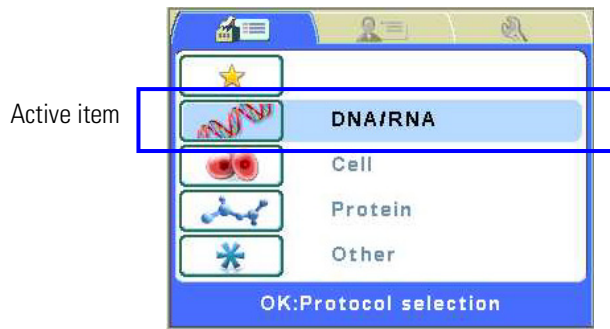 Active item
DNA/RNA
Cell
Protein
Other
OK:Protocol selection